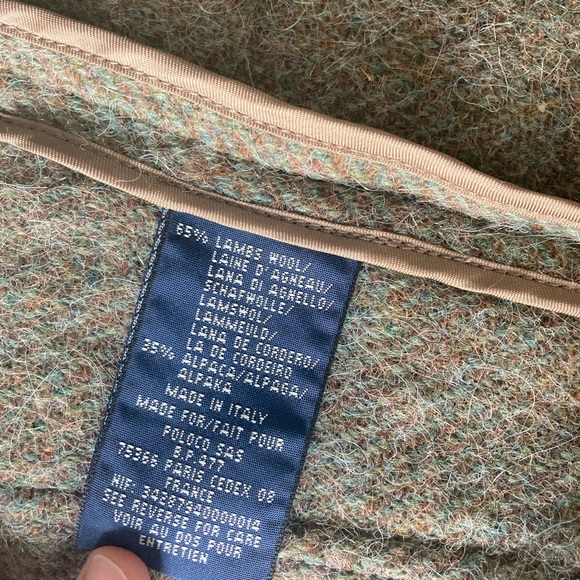 65% LAMBS WOOL/
LAINE D'AGNEAU/
LANA DI AGNELLO/
SCHAFWOLLE/
LAMSWOL/
LAMMEULD/
LANA DE CORDERO/
LA DE CORDEIRO
35% ALPACA/ALPAGA/
ALPAKA
MADE IN ITALY
MADE FOR/FAIT POUR
POLOCO SAS
B.P.477
75366 PARIS CEDEX 08
FRANCE
NIF: 34387940000014
SEE REVERSE FOR CARE
VOIR AU DOS POUR
ENTRETIEN